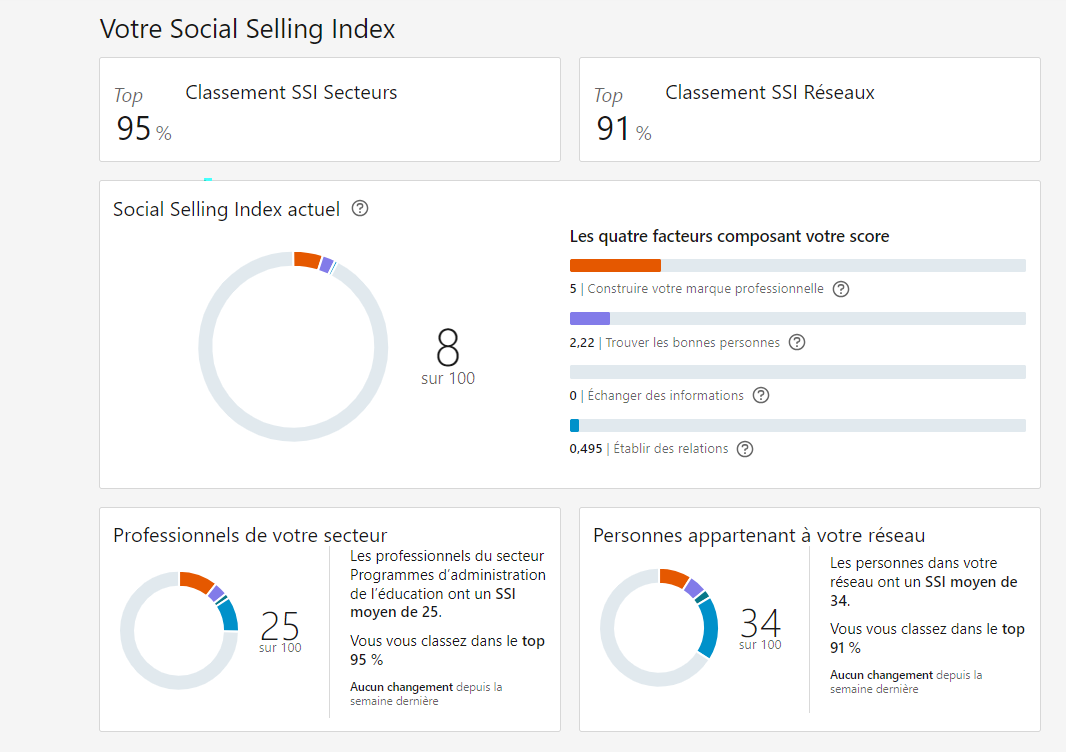 Votre Social Selling Index
Top
Classement SSI Secteurs
95 %
Top
Classement SSI Réseaux
91 %
Social Selling Index actuel ?
8
sur 100
Les quatre facteurs composant votre score
5 | Construire votre marque professionnelle ?
2,22 | Trouver les bonnes personnes ?
0 | Échanger des informations ?
0,495 | Établir des relations ?
Professionnels de votre secteur
25
sur 100
Les professionnels du secteur
Programmes d’administration
de l’éducation ont un SSI
moyen de 25.
Vous vous classez dans le top
95 %
Aucun changement depuis la
semaine dernière
Personnes appartenant à votre réseau
34
sur 100
Les personnes dans votre
réseau ont un SSI moyen de
34.
Vous vous classez dans le top
91 %
Aucun changement depuis la
semaine dernière